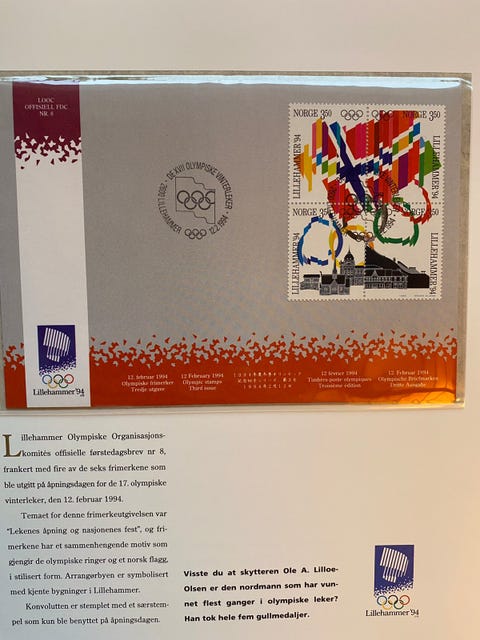 LOOC
OFFISIELL FDC
NR. 8
NORGE 3.50
NORGE 3.50
LILLEHAMMER '94
LILLEHAMMER '94
NORGE 3.50
NORGE 3.50
LILLEHAMMER '94
LILLEHAMMER '94
2600 LILLEHAMMER - DE XVII OLYMPISKE VINTERLEKER -
12.2.1994
Lillehammer '94
12. februar 1994
Olympiske frimerker
Tredje utgave
12 February 1994
Olympic stamps
Third issue
12 février 1994
Timbres-poste olympiques
Troisième édition
12. Februar 1994
Olympische Briefmarken
Dritte Ausgabe
Lillehammer Olympiske Organisasjons-
komités offisielle førstedagsbrev nr 8,
frankert med fire av de seks frimerkene som
ble utgitt på åpningsdagen for de 17. olympiske
vinterleker, den 12. februar 1994.
Temaet for denne frimerkeutgivelsen var
"Lekenes åpning og nasjonenes fest", og fri-
merkene har et sammenhengende motiv som
gjengir de olympiske ringer og et norsk flagg,
i stilisert form. Arrangørbyen er symbolisert
med kjente bygninger i Lillehammer.
Konvolutten er stemplet med et særstem-
pel som kun ble benyttet på åpningsdagen.
Visste du at skytteren Ole A. Lilloe-
Olsen er den nordmann som har vun-
net flest ganger i olympiske leker?
Han tok hele fem gullmedaljer.
Lillehammer '94